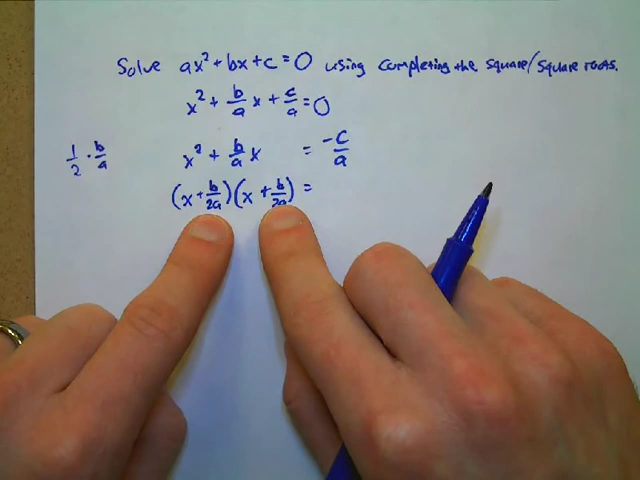 Solve ax² + bx + c = 0 using completing the square/square roots.
x² + b/a x + c/a = 0
1/2 · b/a
x² + b/a x = -c/a
(x + b/2a)(x + b/2a) =